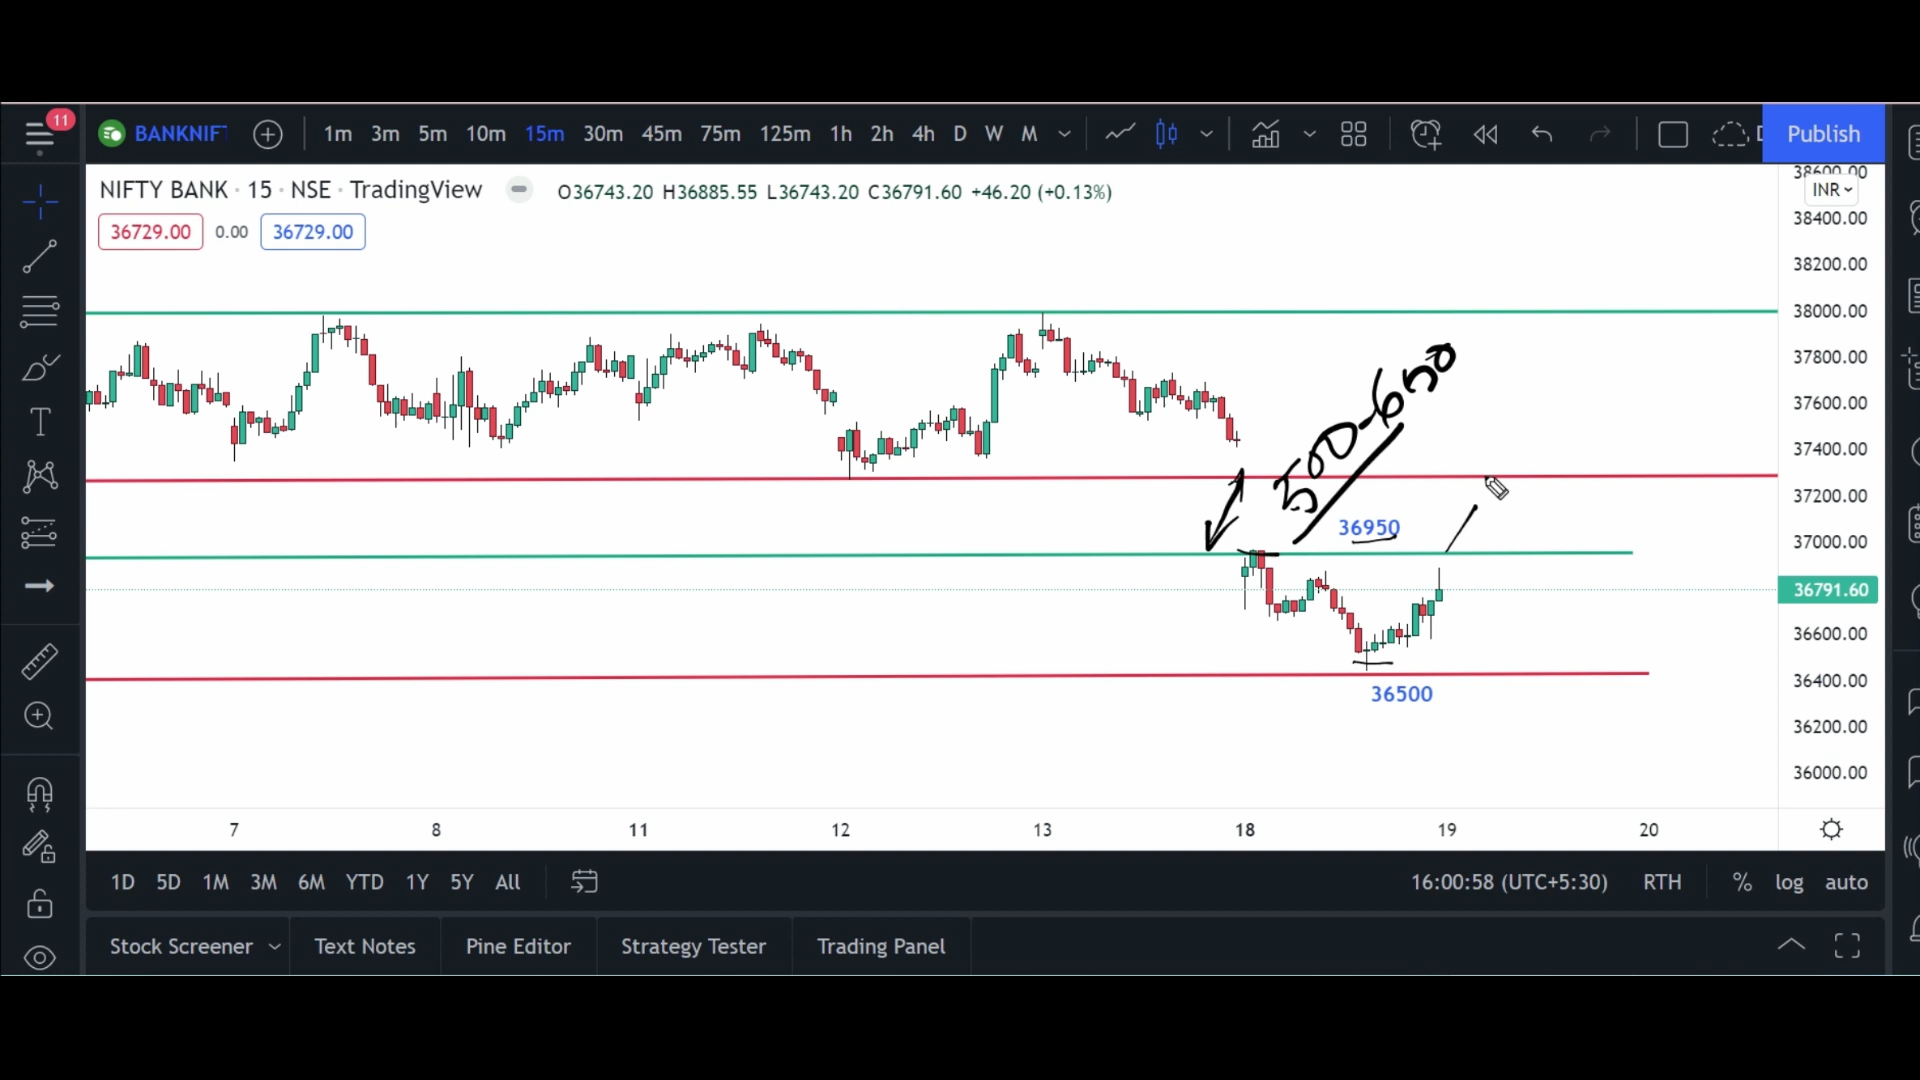 11
BANKNIF
1m 3m 5m 10m 15m 30m 45m 75m 125m 1h 2h 4h D W M
Publish
NIFTY BANK · 15 · NSE · TradingView
O36743.20 H36885.55 L36743.20 C36791.60 +46.20 (+0.13%)
36729.00 0.00 36729.00
38600.00
INR
38400.00
38200.00
38000.00
37800.00
37600.00
37400.00
37200.00
37000.00
36791.60
36600.00
36400.00
36200.00
36000.00
36950
36500
7 8 11 12 13 18 19 20
1D 5D 1M 3M 6M YTD 1Y 5Y All
16:00:58 (UTC+5:30) RTH % log auto
Stock Screener Text Notes Pine Editor Strategy Tester Trading Panel